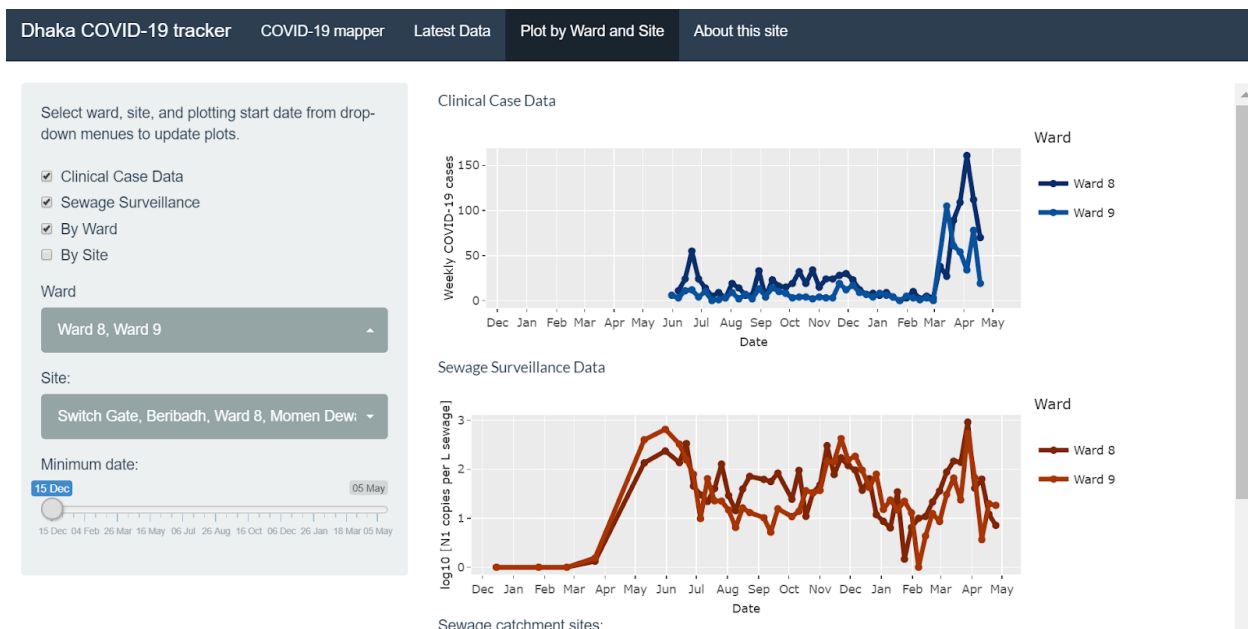 Dhaka COVID-19 tracker COVID-19 mapper Latest Data Plot by Ward and Site About this site
Select ward, site, and plotting start date from drop-
down menues to update plots.
Clinical Case Data
Sewage Surveillance
By Ward
By Site
Ward
Ward 8, Ward 9
Site:
Switch Gate, Beribadh, Ward 8, Momen Dewa
Minimum date:
15 Dec 05 May
15 Dec 04 Feb 26 Mar 16 May 06 Jul 26 Aug 16 Oct 06 Dec 26 Jan 18 Mar 05 May
Clinical Case Data
Weekly COVID-19 cases
150
100
50
0
Dec Jan Feb Mar Apr May Jun Jul Aug Sep Oct Nov Dec Jan Feb Mar Apr May
Date
Ward
Ward 8
Ward 9
Sewage Surveillance Data
log10 [N1 copies per L sewage]
3
2
1
0
Dec Jan Feb Mar Apr May Jun Jul Aug Sep Oct Nov Dec Jan Feb Mar Apr May
Date
Ward
Ward 8
Ward 9
Sewage catchment sites: